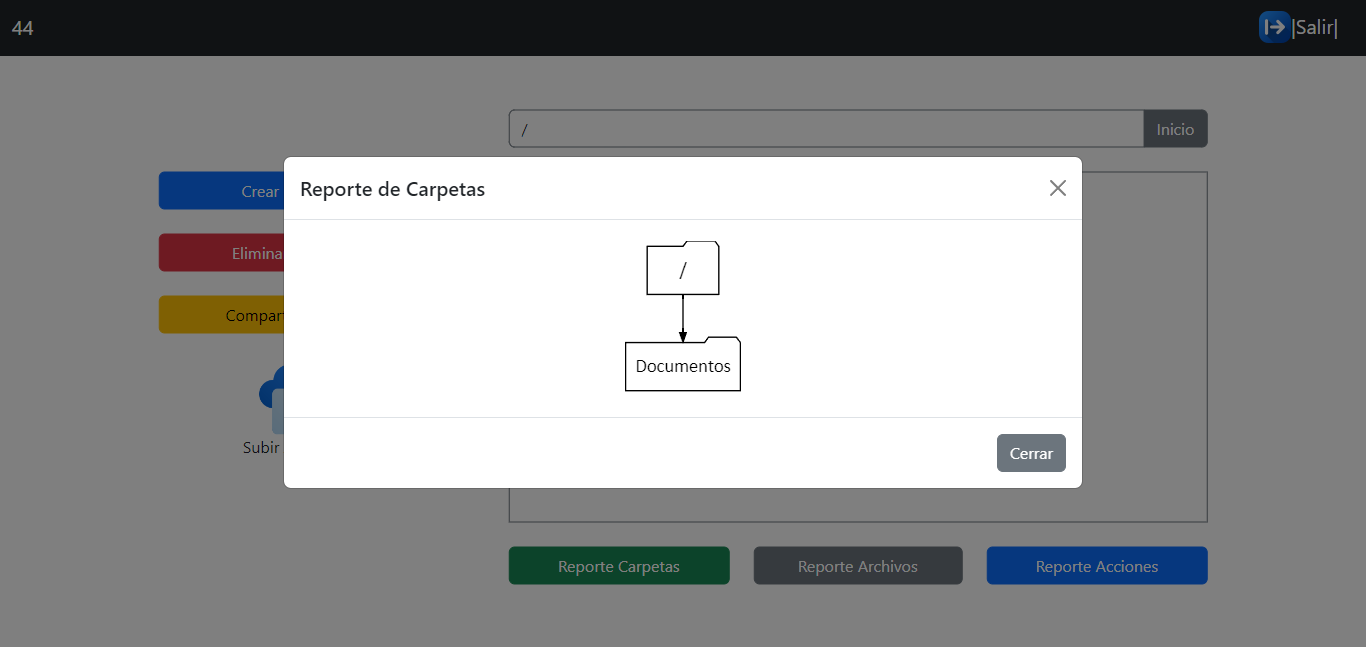 44
|Salir|
/
Inicio
Crear
Elimina
Compart
Subir
Reporte de Carpetas
/
Documentos
Cerrar
Reporte Carpetas
Reporte Archivos
Reporte Acciones